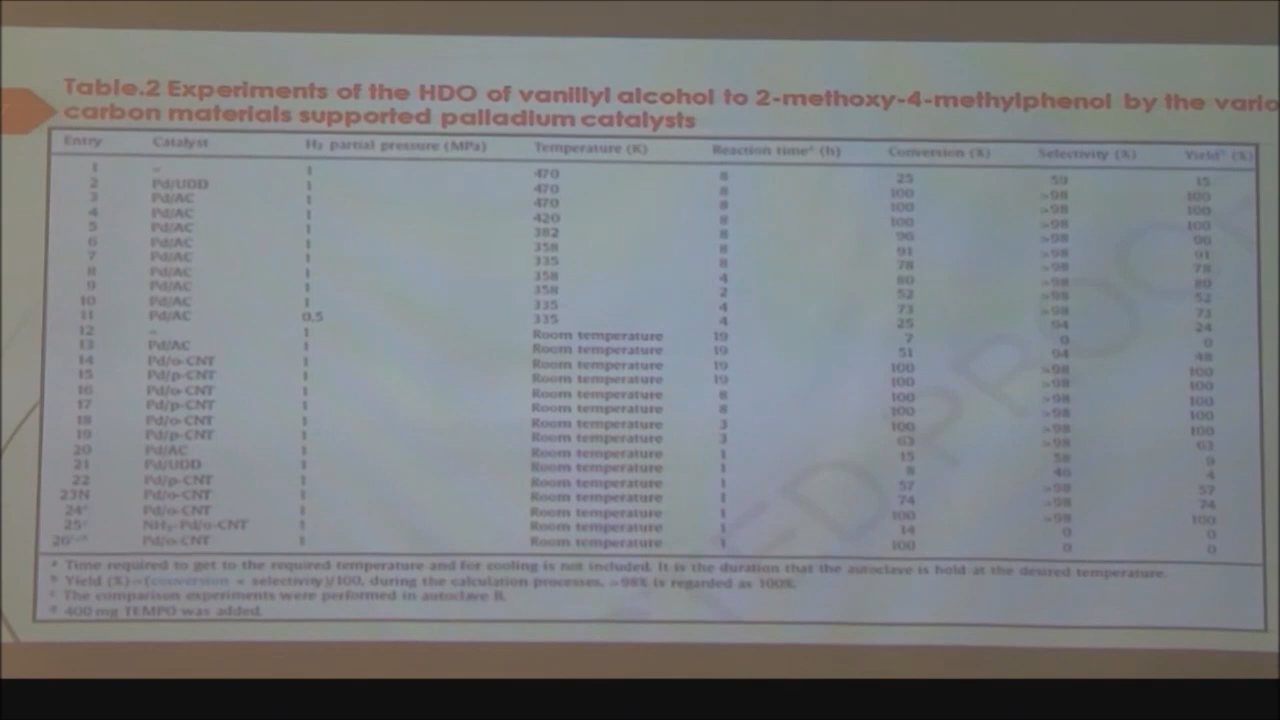 Table.2 Experiments of the HDO of vanillyl alcohol to 2-methoxy-4-methylphenol by the vario
carbon materials supported palladium catalysts
Entry Catalyst H₂ partial pressure (MPa) Temperature (K) Reaction timeᵃ (h) Conversion (%) Selectivity (%) Yieldᵇ (%)
1 – 1 470 8 25 59 15
2 Pd/UDD 1 470 8 100 >98 100
3 Pd/AC 1 470 8 100 >98 100
4 Pd/AC 1 420 8 100 >98 100
5 Pd/AC 1 382 8 96 >98 96
6 Pd/AC 1 358 8 91 >98 91
7 Pd/AC 1 335 8 78 >98 78
8 Pd/AC 1 358 4 80 >98 80
9 Pd/AC 1 358 2 52 >98 52
10 Pd/AC 1 335 4 73 >98 73
11 Pd/AC 0.5 335 4 25 94 24
12 – 1 Room temperature 19 7 0 0
13 Pd/AC 1 Room temperature 19 51 94 48
14 Pd/o-CNT 1 Room temperature 19 100 >98 100
15 Pd/p-CNT 1 Room temperature 19 100 >98 100
16 Pd/o-CNT 1 Room temperature 8 100 >98 100
17 Pd/p-CNT 1 Room temperature 8 100 >98 100
18 Pd/o-CNT 1 Room temperature 3 100 >98 100
19 Pd/p-CNT 1 Room temperature 3 63 >98 63
20 Pd/AC 1 Room temperature 1 15 58 9
21 Pd/UDD 1 Room temperature 1 8 46 4
22 Pd/p-CNT 1 Room temperature 1 57 >98 57
23N Pd/o-CNT 1 Room temperature 1 74 >98 74
24ᶜ Pd/o-CNT 1 Room temperature 1 100 >98 100
25ᶜ NH₃-Pd/o-CNT 1 Room temperature 1 14 0 0
26ᶜ,ᵈ Pd/o-CNT 1 Room temperature 1 100 0 0
ᵃ Time required to get to the required temperature and for cooling is not included. It is the duration that the autoclave is hold at the desired temperature.
ᵇ Yield (%)=(conversion × selectivity)/100, during the calculation processes, >98% is regarded as 100%.
ᶜ The comparison experiments were performed in autoclave B.
ᵈ 400 mg TEMPO was added.